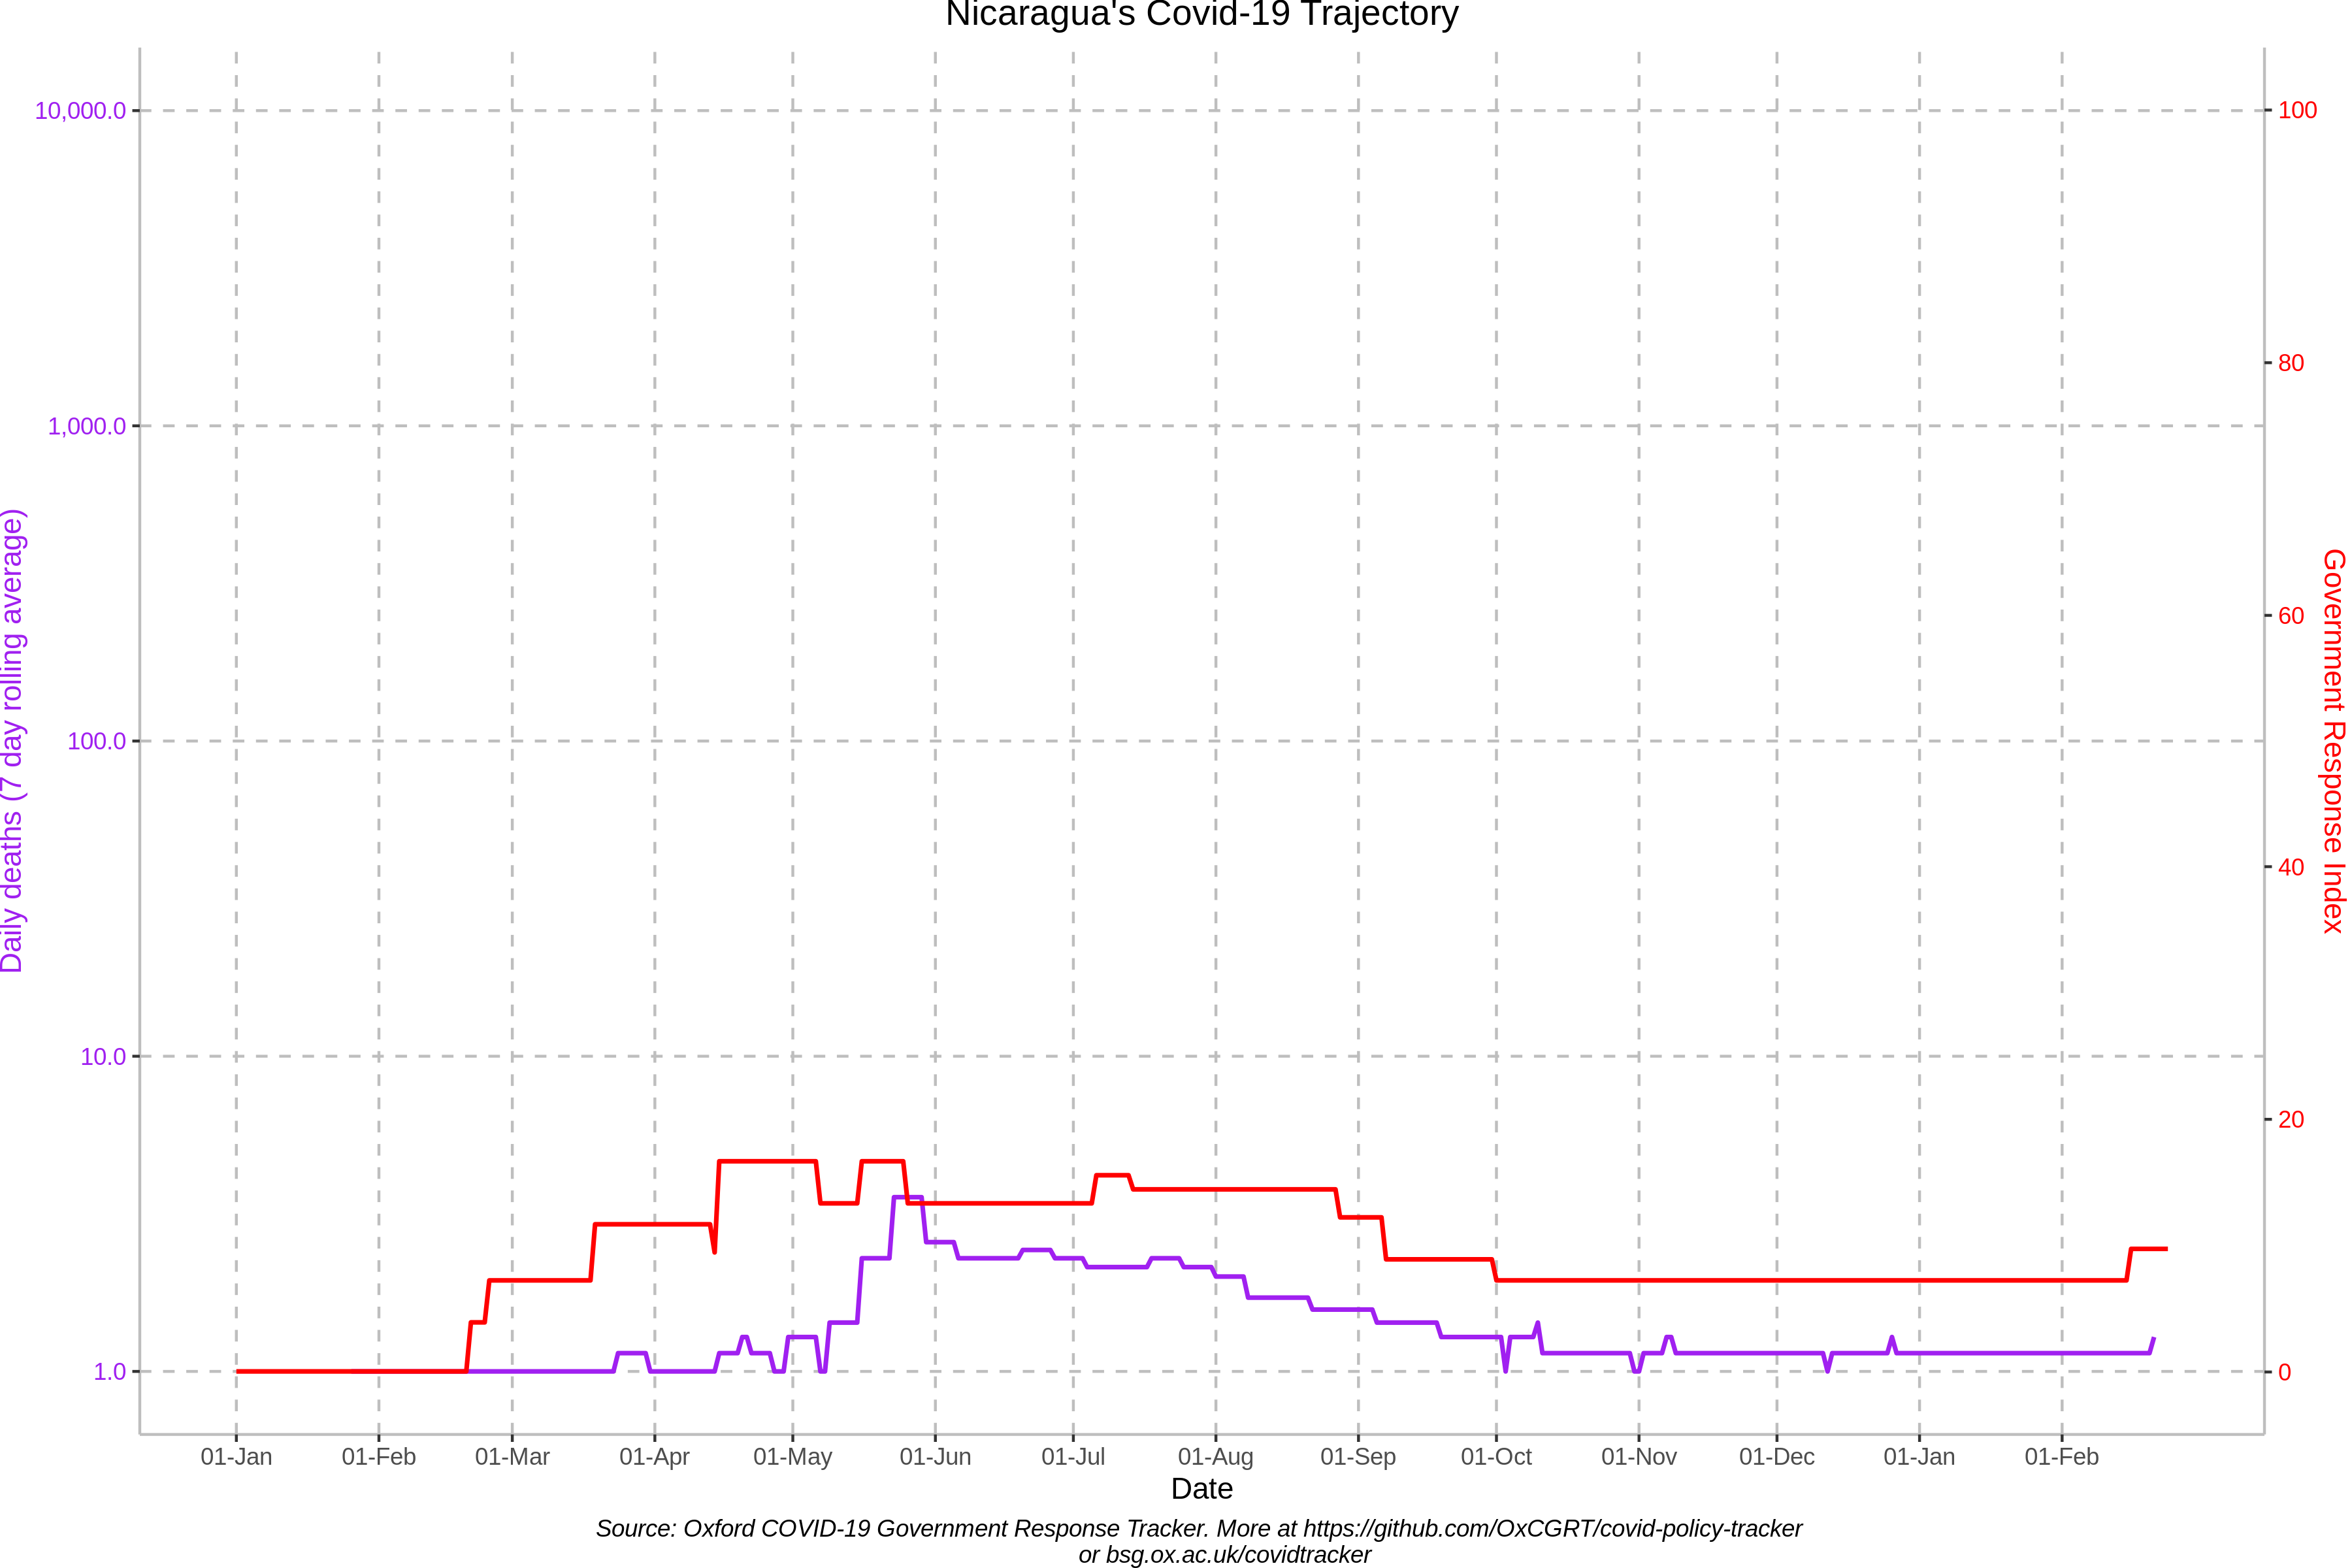 Nicaragua's Covid-19 Trajectory
10,000.0
1,000.0
100.0
10.0
1.0
Daily deaths (7 day rolling average)
100
80
60
40
20
0
Government Response Index
01-Jan 01-Feb 01-Mar 01-Apr 01-May 01-Jun 01-Jul 01-Aug 01-Sep 01-Oct 01-Nov 01-Dec 01-Jan 01-Feb
Date
Source: Oxford COVID-19 Government Response Tracker. More at https://github.com/OxCGRT/covid-policy-tracker
or bsg.ox.ac.uk/covidtracker